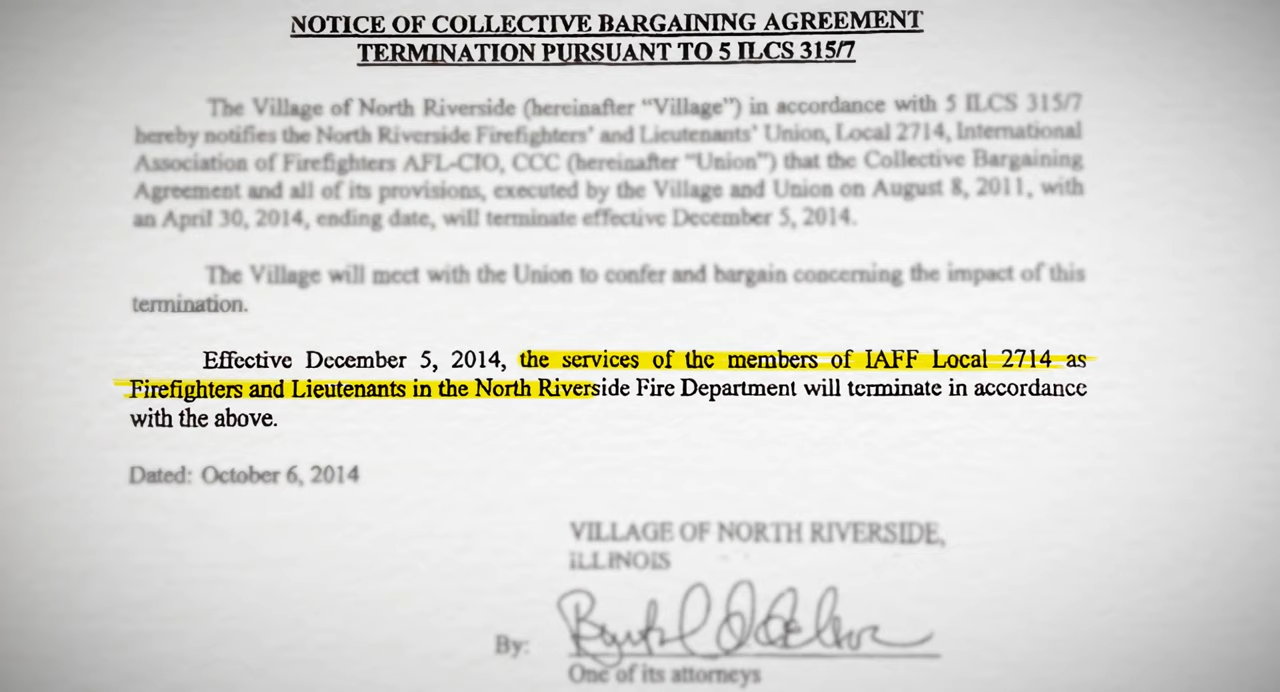 NOTICE OF COLLECTIVE BARGAINING AGREEMENT
TERMINATION PURSUANT TO 5 ILCS 315/7
The Village of North Riverside (hereinafter “Village”) in accordance with 5 ILCS 315/7
hereby notifies the North Riverside Firefighters’ and Lieutenants’ Union, Local 2714, International
Association of Firefighters AFL-CIO, CCC (hereinafter “Union”) that the Collective Bargaining
Agreement and all of its provisions, executed by the Village and Union on August 8, 2011, with
an April 30, 2014, ending date, will terminate effective December 5, 2014.
The Village will meet with the Union to confer and bargain concerning the impact of this
termination.
Effective December 5, 2014, the services of the members of IAFF Local 2714 as
Firefighters and Lieutenants in the North Riverside Fire Department will terminate in accordance
with the above.
Dated: October 6, 2014
VILLAGE OF NORTH RIVERSIDE,
ILLINOIS
By:
One of its attorneys